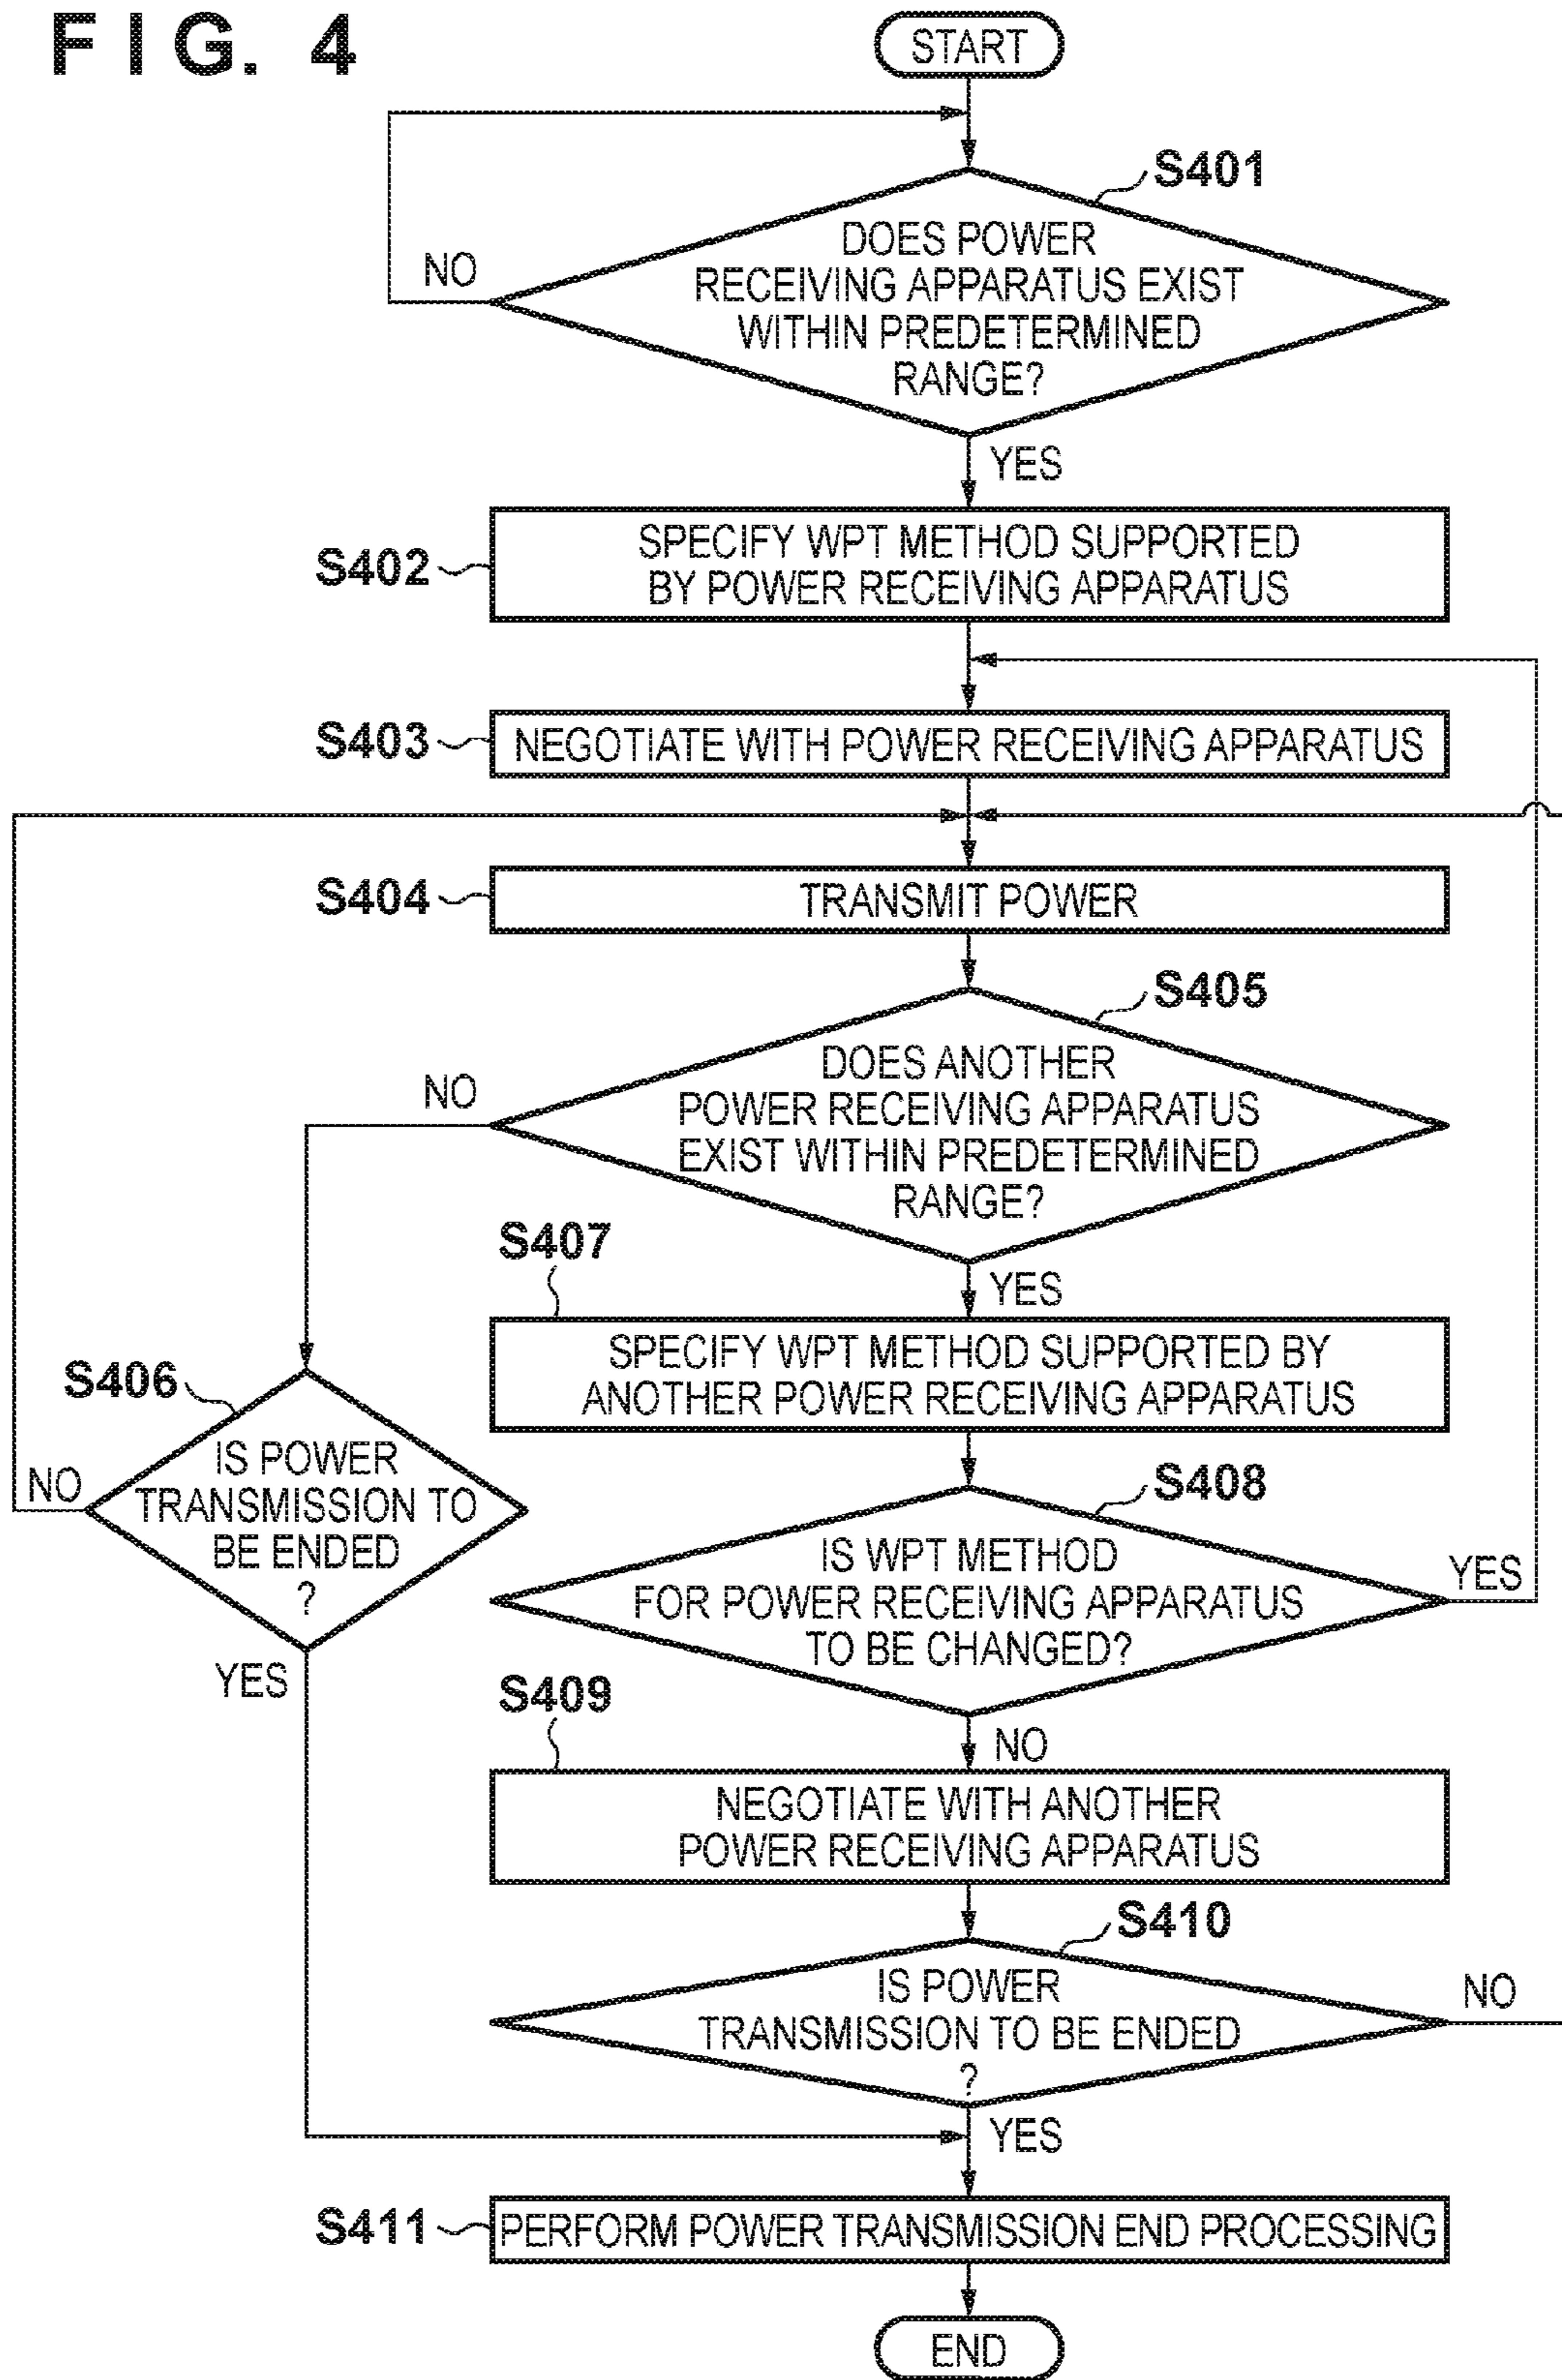 FIG. 4
START
S401
DOES POWER
RECEIVING APPARATUS EXIST
WITHIN PREDETERMINED
RANGE?
NO
YES
S402
SPECIFY WPT METHOD SUPPORTED
BY POWER RECEIVING APPARATUS
S403
NEGOTIATE WITH POWER RECEIVING APPARATUS
S404
TRANSMIT POWER
S405
DOES ANOTHER
POWER RECEIVING APPARATUS
EXIST WITHIN PREDETERMINED
RANGE?
NO
YES
S407
SPECIFY WPT METHOD SUPPORTED BY
ANOTHER POWER RECEIVING APPARATUS
S406
IS POWER
TRANSMISSION TO
BE ENDED
?
NO
YES
S408
IS WPT METHOD
FOR POWER RECEIVING APPARATUS
TO BE CHANGED?
YES
NO
S409
NEGOTIATE WITH ANOTHER
POWER RECEIVING APPARATUS
S410
IS POWER
TRANSMISSION TO BE ENDED
?
NO
YES
S411
PERFORM POWER TRANSMISSION END PROCESSING
END